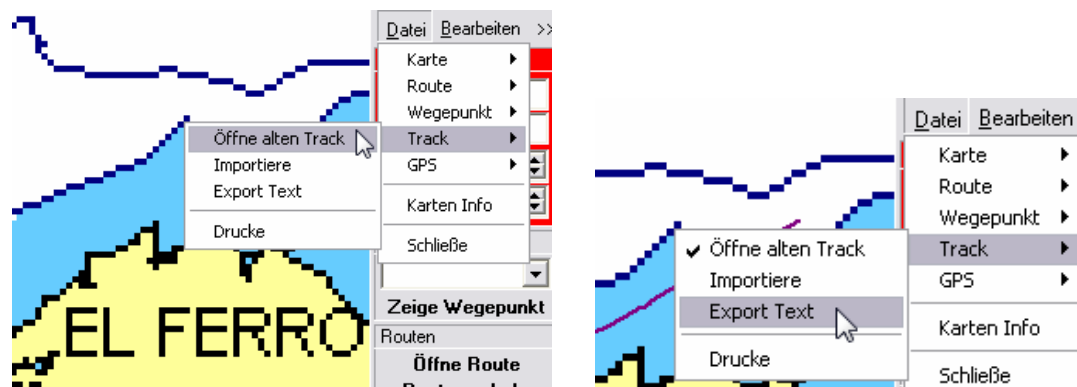 Datei Bearbeiten >>
Karte
Route
Wegepunkt
Track
GPS
Karten Info
Schließe
Öffne alten Track
Importiere
Export Text
Drucke
EL FERRO
Zeige Wegepunkt
Routen
Öffne Route
Datei Bearbeiten
Karte
Route
Wegepunkt
Track
GPS
Karten Info
Schließe
Öffne alten Track
Importiere
Export Text
Drucke